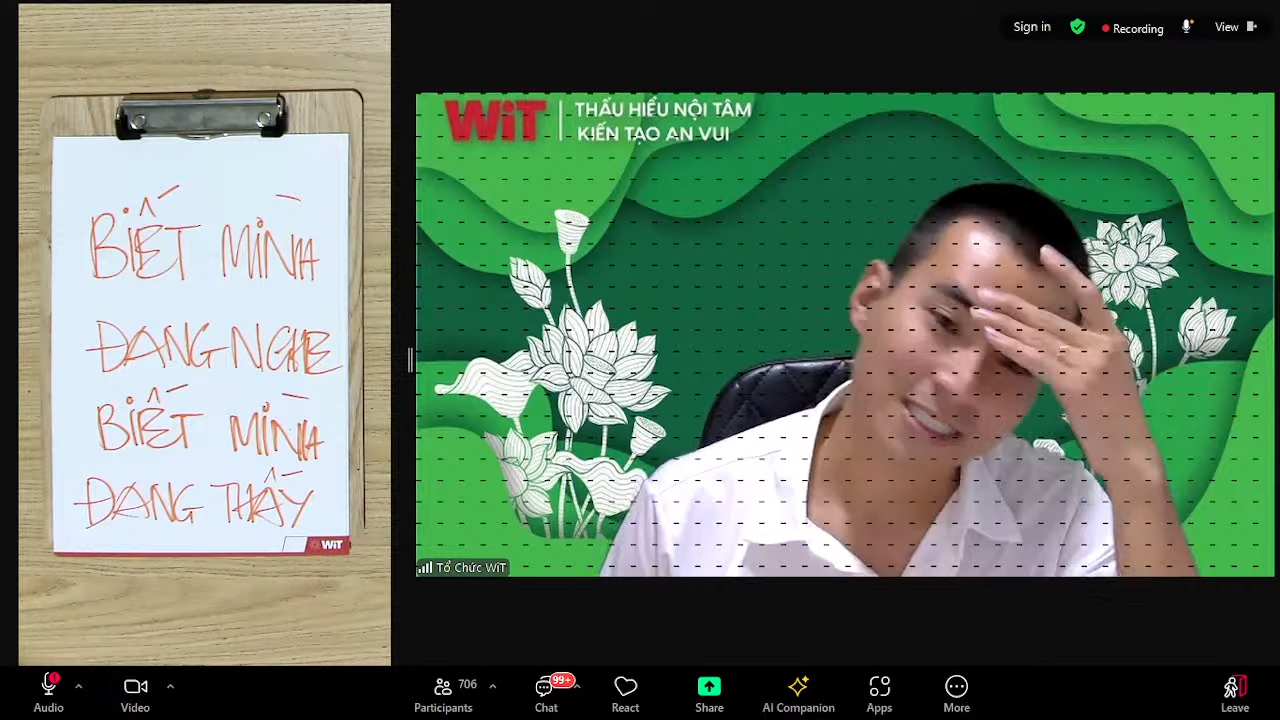 Sign in
Recording
View
BIẾT MÌNH
ĐANG NGHE
BIẾT MÌNH
ĐANG THẤY
WiT
WiT
THẤU HIỂU NỘI TÂM
KIẾN TẠO AN VUI
Tổ Chức WiT
Audio
Video
706
Participants
99+
Chat
React
Share
AI Companion
Apps
More
Leave